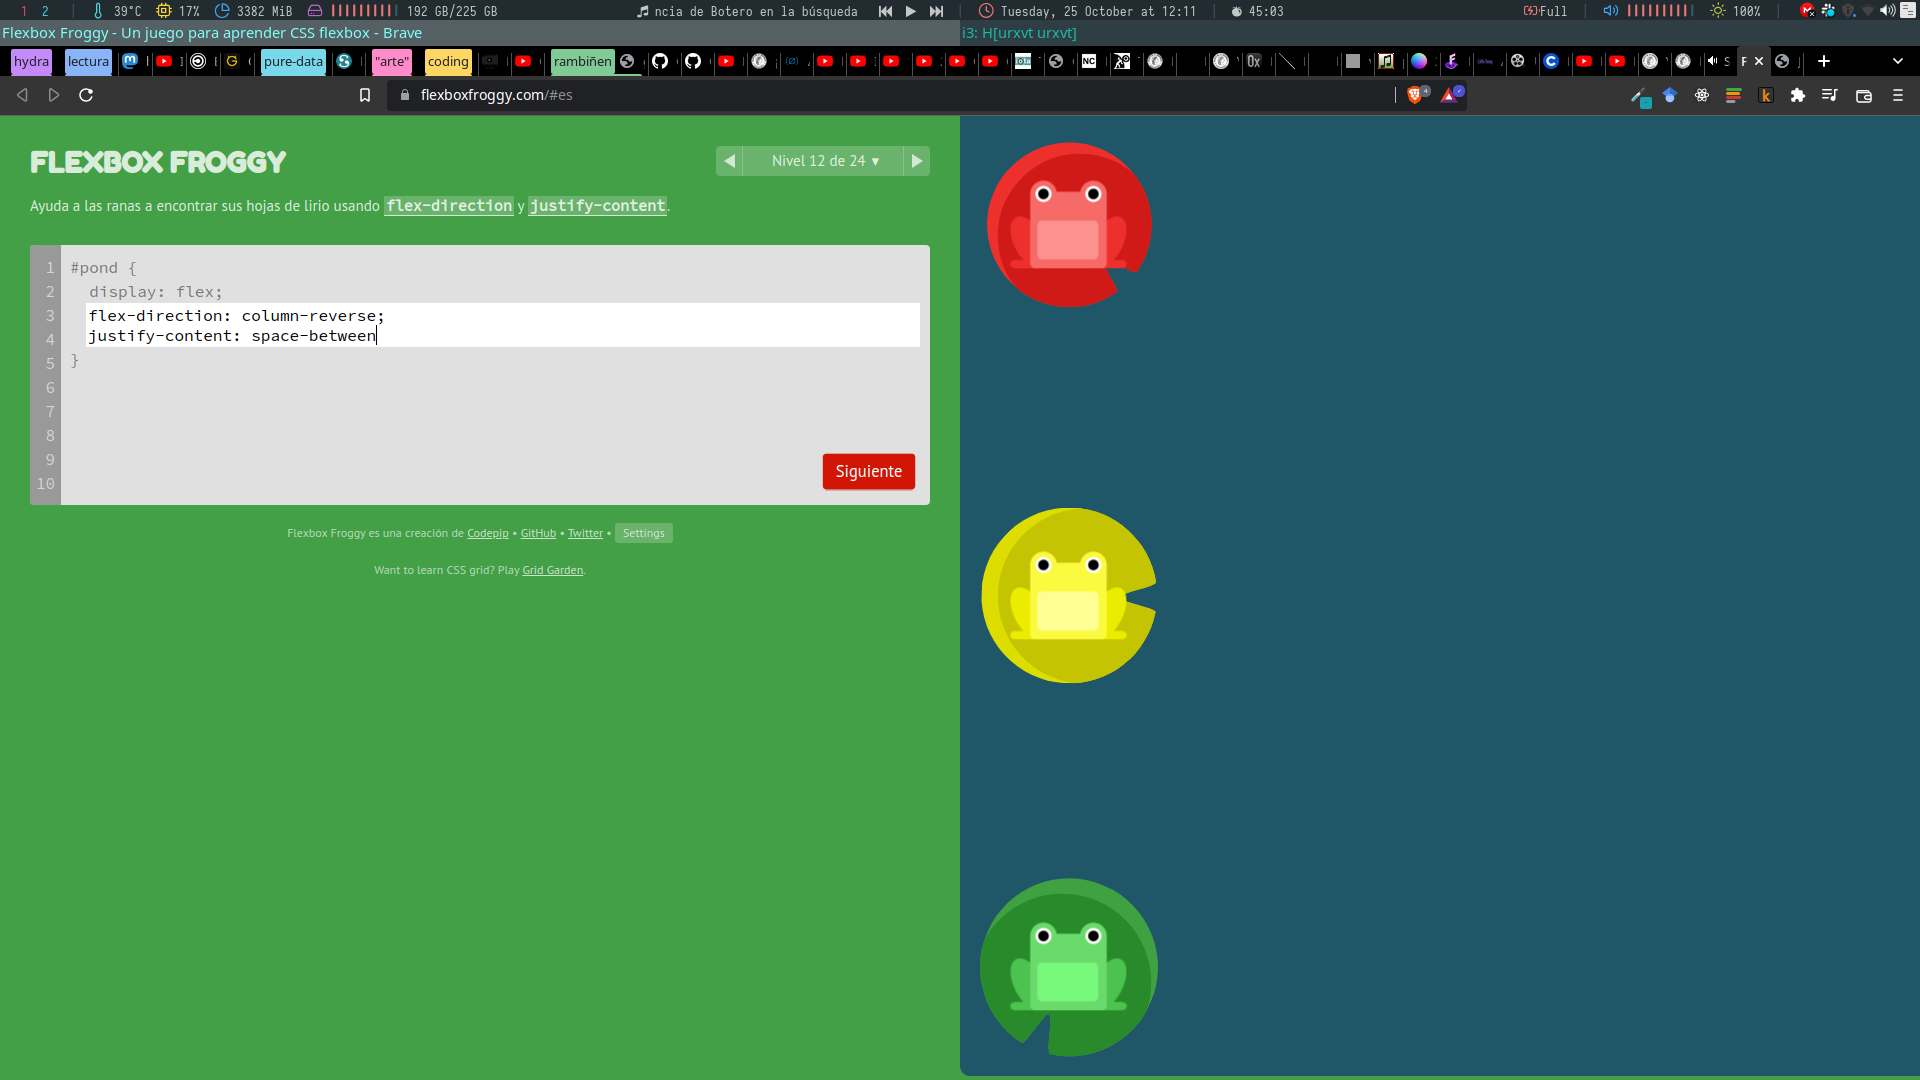 1 2 39°C 17% 3382 MiB 192 GB/225 GB ncia de Botero en la búsqueda Tuesday, 25 October at 12:11 45:03 Full 100%
Flexbox Froggy - Un juego para aprender CSS flexbox - Brave i3: H[urxvt urxvt]
hydra lectura pure-data "arte" coding rambiñen
flexboxfroggy.com/#es
FLEXBOX FROGGY
Nivel 12 de 24 ▼
Ayuda a las ranas a encontrar sus hojas de lirio usando flex-direction y justify-content.
1 #pond {
2 display: flex;
3 flex-direction: column-reverse;
4 justify-content: space-between
5 }
6
7
8
9
10
Siguiente
Flexbox Froggy es una creación de Codepip • GitHub • Twitter • Settings
Want to learn CSS grid? Play Grid Garden.